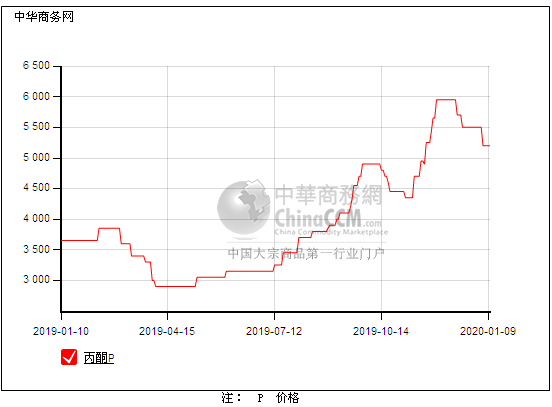 中华商务网
6 500
6 000
5 500
5 000
4 500
4 000
3 500
3 000
中華商務網
ChinaCCM.com
China Commodity Marketplace
中国大宗商品第一行业门户
2019-01-10
2019-04-15
2019-07-12
2019-10-14
2020-01-09
丙酮P
注: P 价格